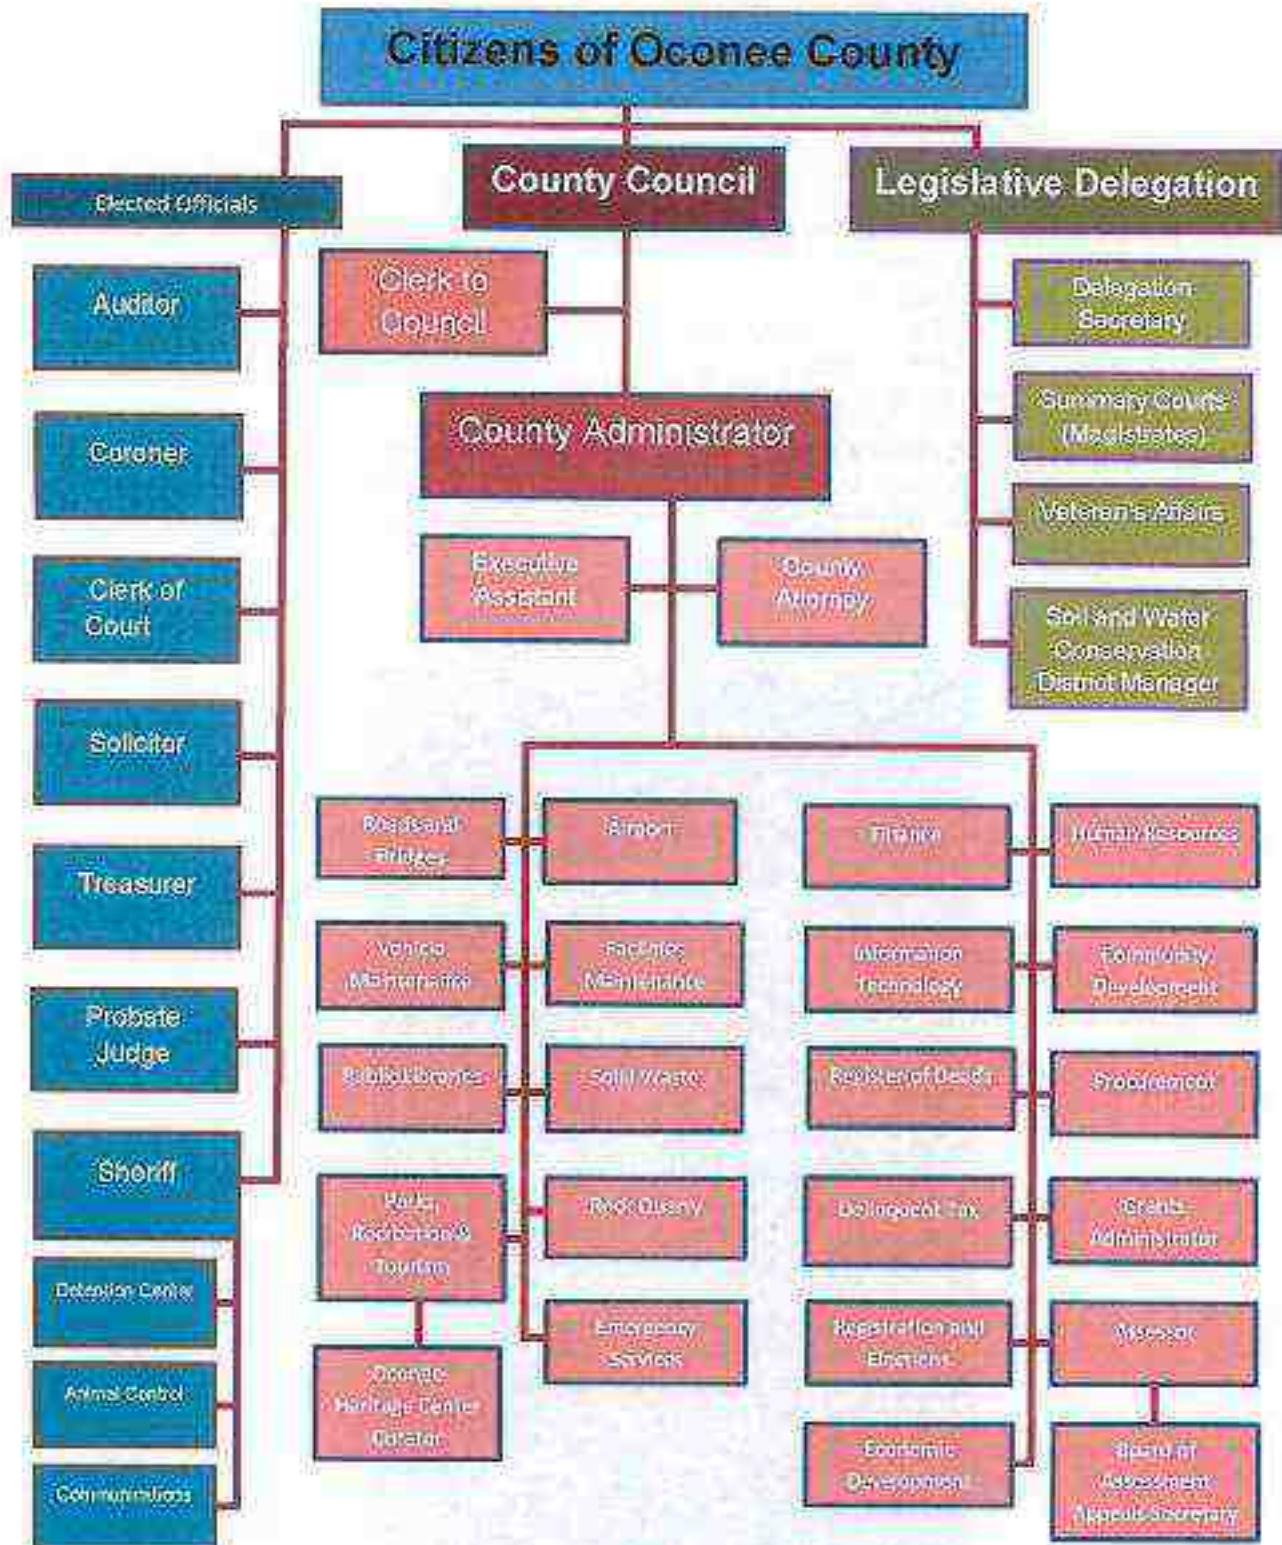 Citizens of Oconee County
Elected Officials
County Council
Legislative Delegation
Auditor
Coroner
Clerk of
Court
Solicitor
Treasurer
Probate
Judge
Sheriff
Detention Center
Animal Control
Communications
Clerk to
Council
County Administrator
Executive
Assistant
County
Attorney
Delegation
Secretary
Summary Courts
(Magistrates)
Veteran's Affairs
Soil and Water
Conservation
District Manager
Roads and
Bridges
Airport
Vehicle
Maintenance
Facilities
Maintenance
Public Libraries
Solid Waste
Parks,
Recreation &
Tourism
Rock Quarry
Oconee
Heritage Center
Curator
Emergency
Services
Finance
Human Resources
Information
Technology
Community
Development
Register of Deeds
Procurement
Delinquent Tax
Grants
Administrator
Registration and
Elections
Assessor
Economic
Development
Board of
Assessment
Appeals Secretary